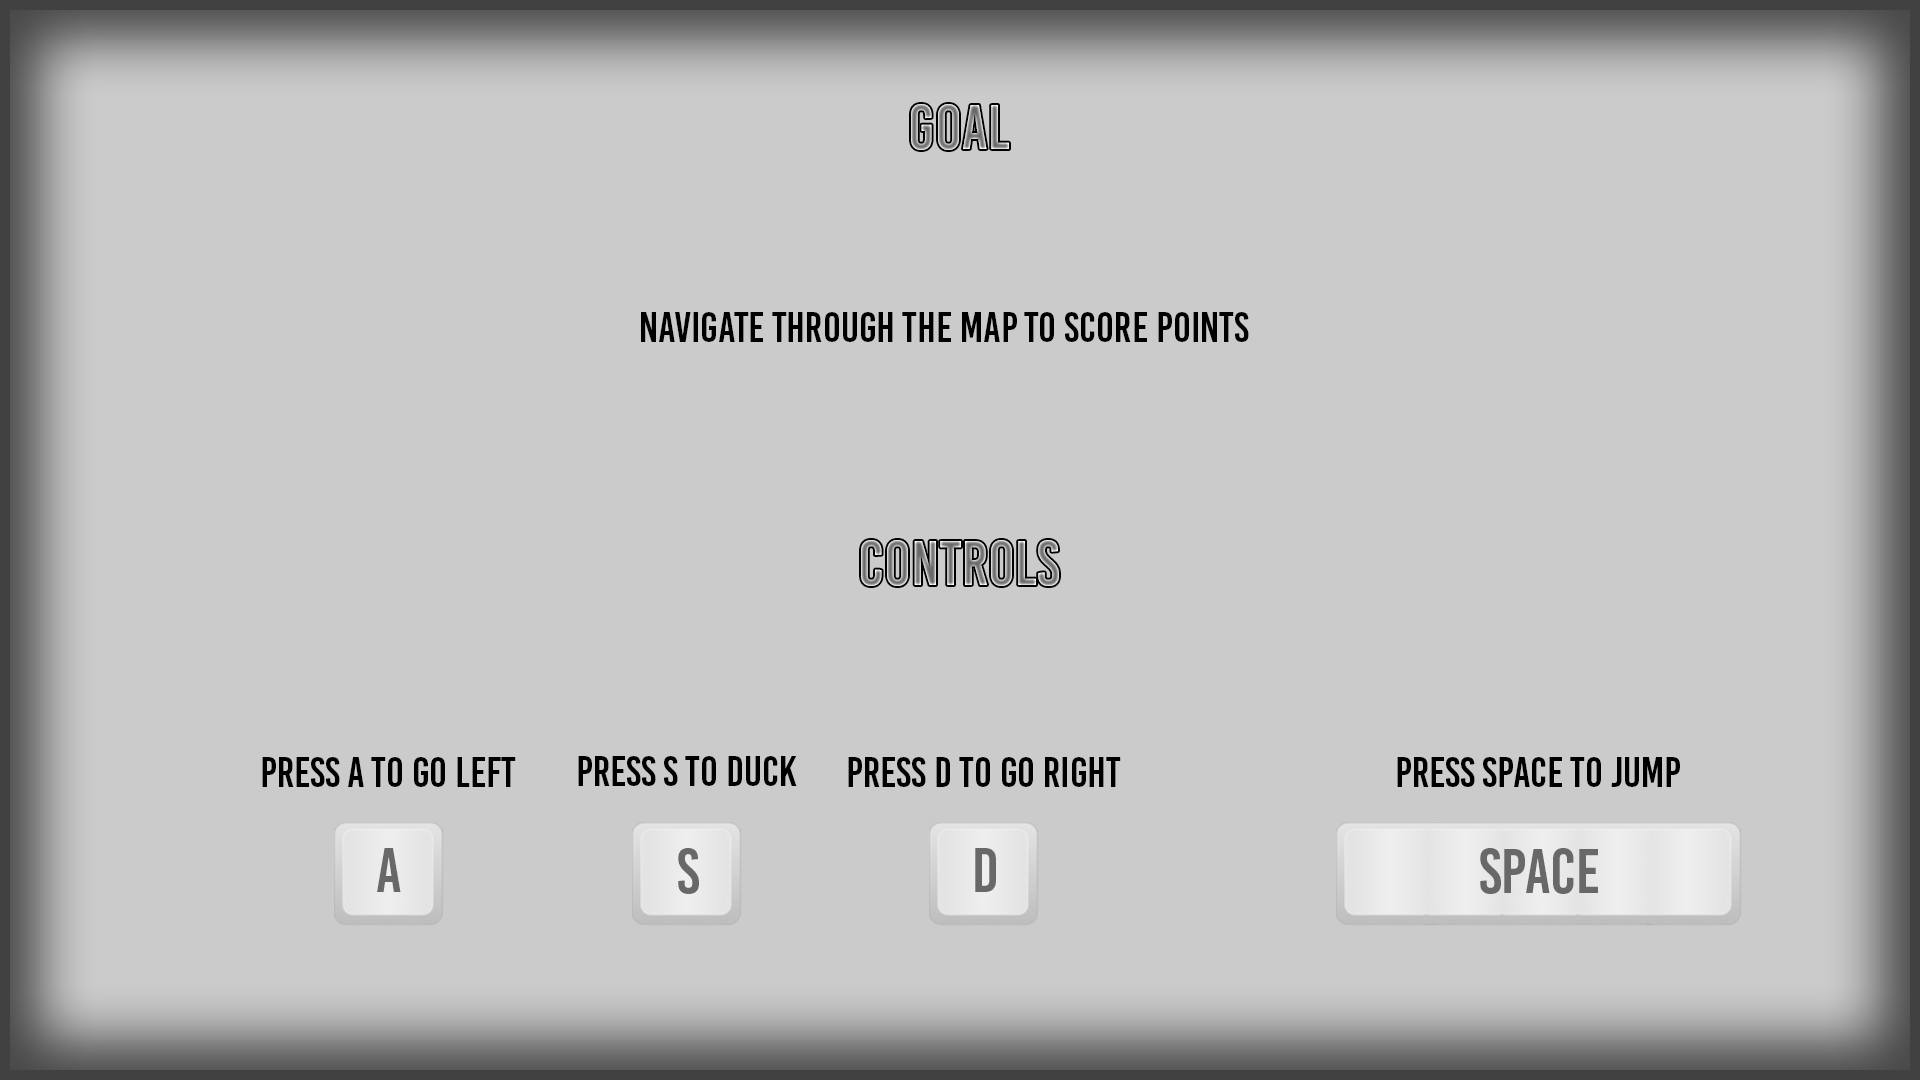 GOAL
NAVIGATE THROUGH THE MAP TO SCORE POINTS
CONTROLS
PRESS A TO GO LEFT
PRESS S TO DUCK
PRESS D TO GO RIGHT
PRESS SPACE TO JUMP
A
S
D
SPACE